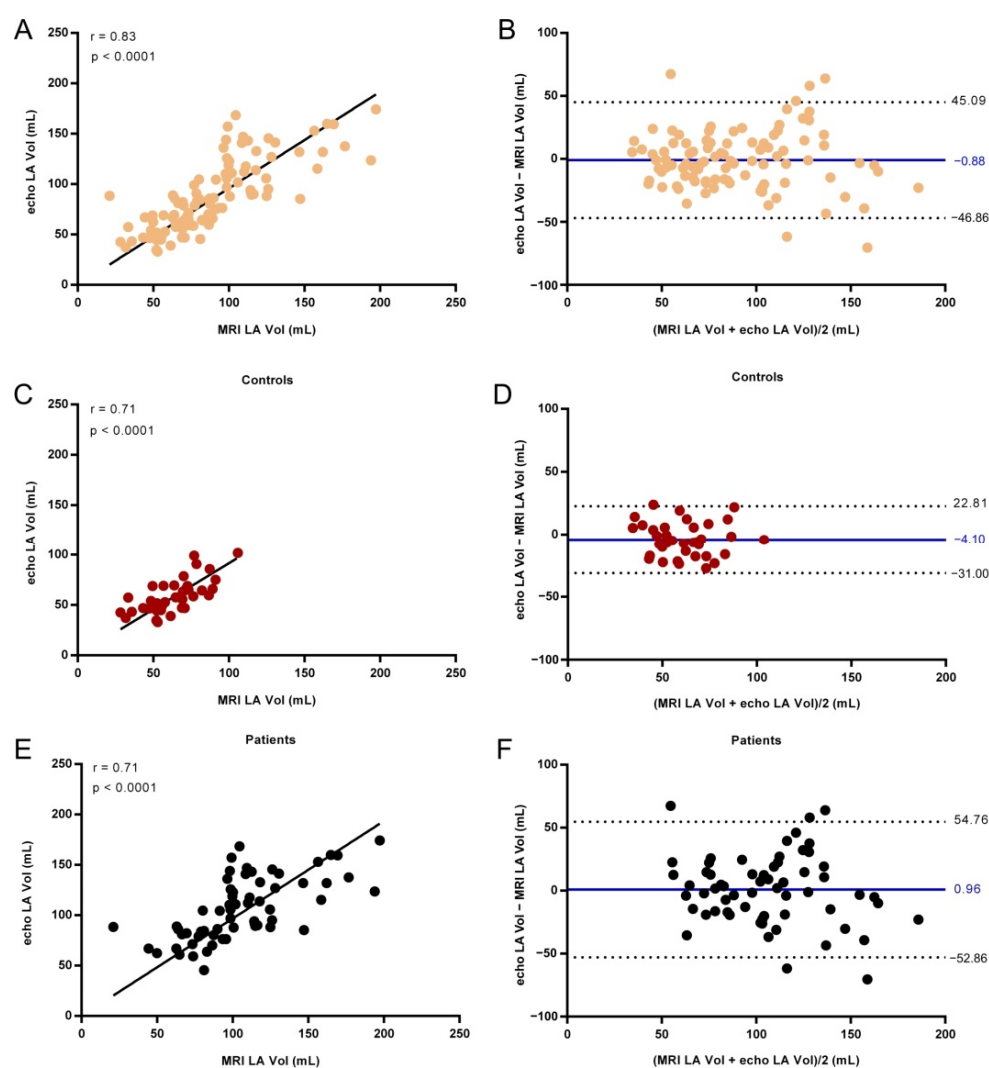 A
r = 0.83
p < 0.0001
echo LA Vol (mL)
250
200
150
100
50
0
0 50 100 150 200 250
MRI LA Vol (mL)
B
echo LA Vol − MRI LA Vol (mL)
100
50
0
−50
−100
45.09
−0.88
−46.86
0 50 100 150 200
(MRI LA Vol + echo LA Vol)/2 (mL)
Controls
C
r = 0.71
p < 0.0001
echo LA Vol (mL)
250
200
150
100
50
0
0 50 100 150 200 250
MRI LA Vol (mL)
Controls
D
echo LA Vol − MRI LA Vol (mL)
100
50
0
−50
−100
22.81
−4.10
−31.00
0 50 100 150 200
(MRI LA Vol + echo LA Vol)/2 (mL)
Patients
E
r = 0.71
p < 0.0001
echo LA Vol (mL)
250
200
150
100
50
0
0 50 100 150 200 250
MRI LA Vol (mL)
Patients
F
echo LA Vol − MRI LA Vol (mL)
100
50
0
−50
−100
54.76
0.96
−52.86
0 50 100 150 200
(MRI LA Vol + echo LA Vol)/2 (mL)